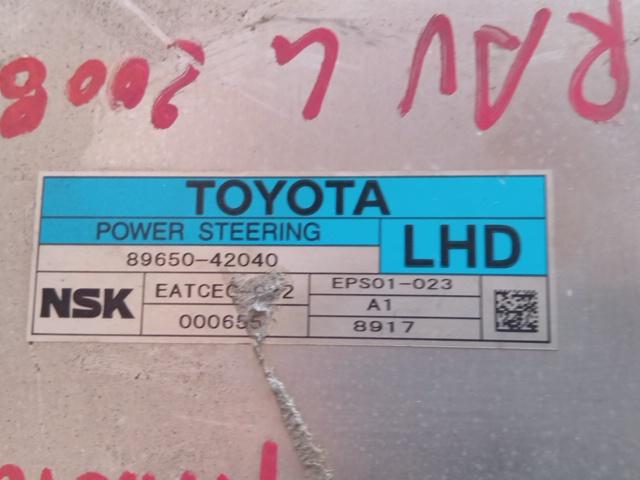 RAV 4 2008
TOYOTA
POWER STEERING
LHD
89650-42040
NSK
EPS01-023
A1
8917